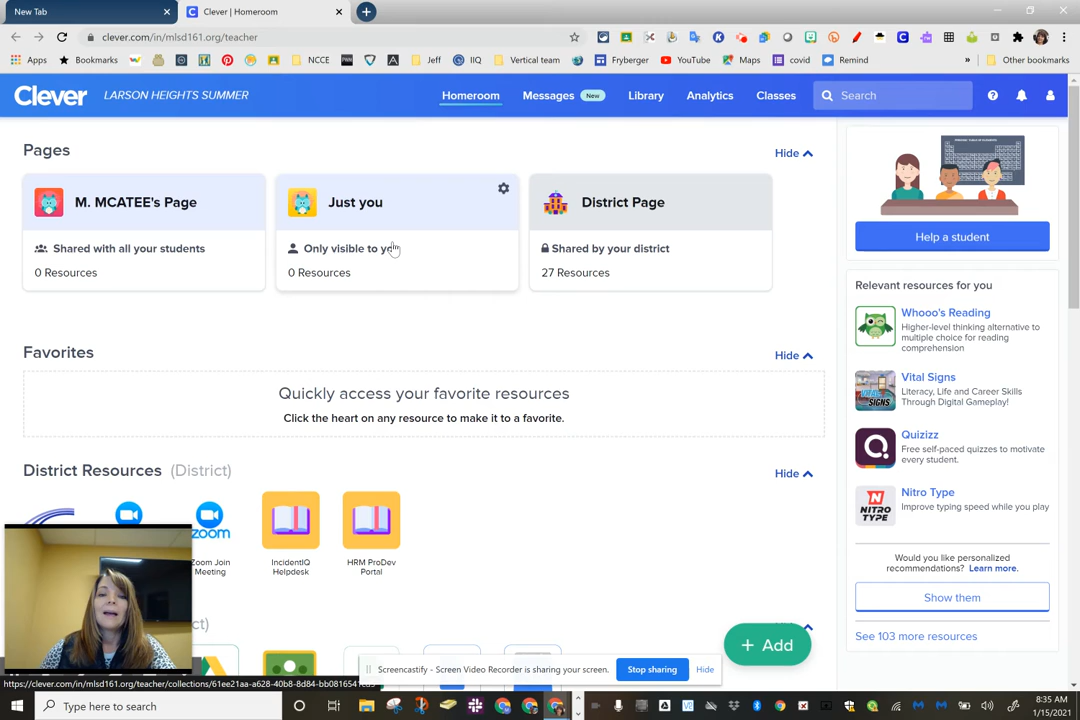 New Tab
Clever | Homeroom
clever.com/in/mlsd161.org/teacher
Apps
Bookmarks
NCCE
Jeff
IIQ
Vertical team
Fryberger
YouTube
Maps
covid
Remind
»
Other bookmarks
Clever
LARSON HEIGHTS SUMMER
Homeroom
Messages
New
Library
Analytics
Classes
Search
Pages
Hide
M. MCATEE's Page
Shared with all your students
0 Resources
Just you
Only visible to you
0 Resources
District Page
Shared by your district
27 Resources
Favorites
Hide
Quickly access your favorite resources
Click the heart on any resource to make it to a favorite.
District Resources (District)
Hide
zoom
Zoom Join
Meeting
IncidentIQ
Helpdesk
HRM ProDev
Portal
+ Add
Help a student
Relevant resources for you
Whooo's Reading
Higher-level thinking alternative to
multiple choice for reading
comprehension
VITAL SIGNS
Vital Signs
Literacy, Life and Career Skills
Through Digital Gameplay!
Quizizz
Free self-paced quizzes to motivate
every student.
NITRO
TYPE
Nitro Type
Improve typing speed while you play
Would you like personalized
recommendations? Learn more.
Show them
See 103 more resources
Screencastify - Screen Video Recorder is sharing your screen.
Stop sharing
Hide
Type here to search
8:35 AM
1/15/2021